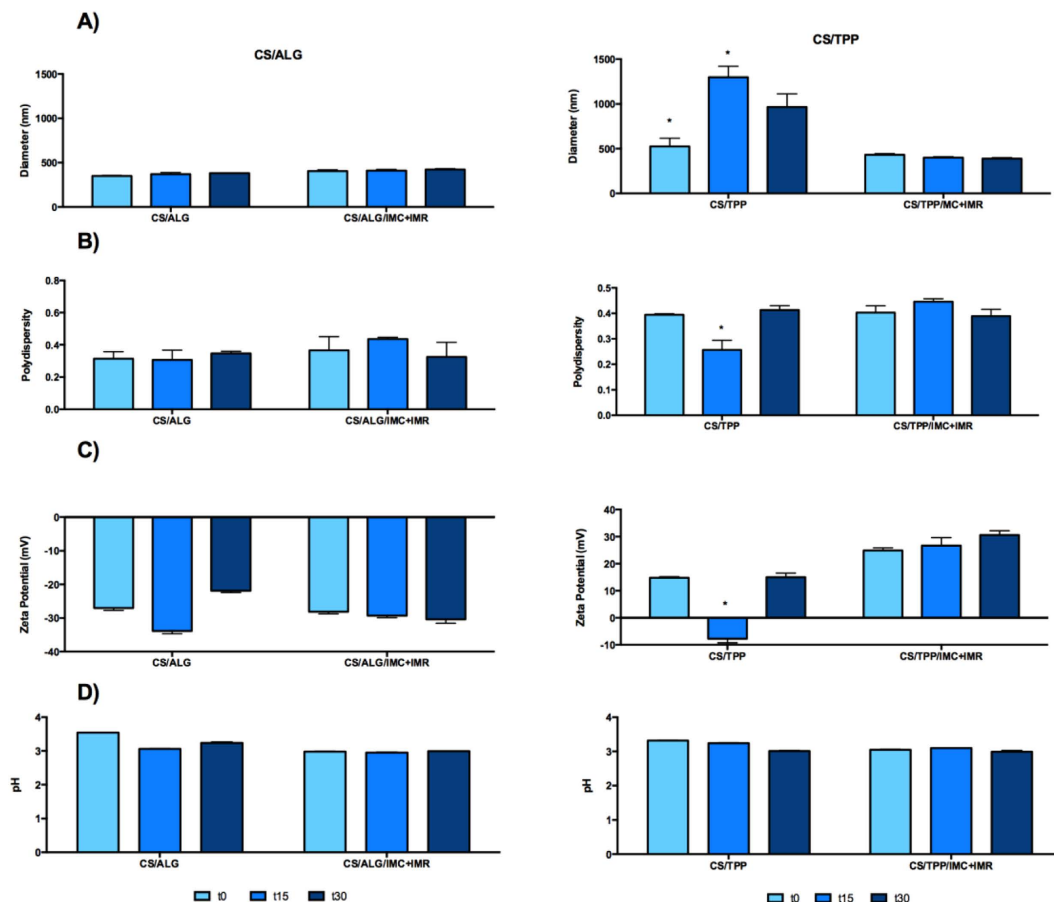 A)
CS/ALG
1500
1000
500
0
Diameter (nm)
CS/ALG
CS/ALG/IMC+IMR
CS/TPP
1500
1000
500
0
Diameter (nm)
*
*
CS/TPP
CS/TPP/MC+IMR
B)
0.8
0.6
0.4
0.2
0.0
Polydispersity
CS/ALG
CS/ALG/IMC+IMR
0.5
0.4
0.3
0.2
0.1
0.0
Polydispersity
*
CS/TPP
CS/TPP/IMC+IMR
C)
0
-10
-20
-30
-40
Zeta Potential (mV)
CS/ALG
CS/ALG/IMC+IMR
40
30
20
10
0
-10
Zeta Potential (mV)
*
CS/TPP
CS/TPP/IMC+IMR
D)
4
3
2
1
0
pH
CS/ALG
CS/ALG/IMC+IMR
4
3
2
1
0
pH
CS/TPP
CS/TPP/IMC+IMR
t0 t15 t30
t0 t15 t30